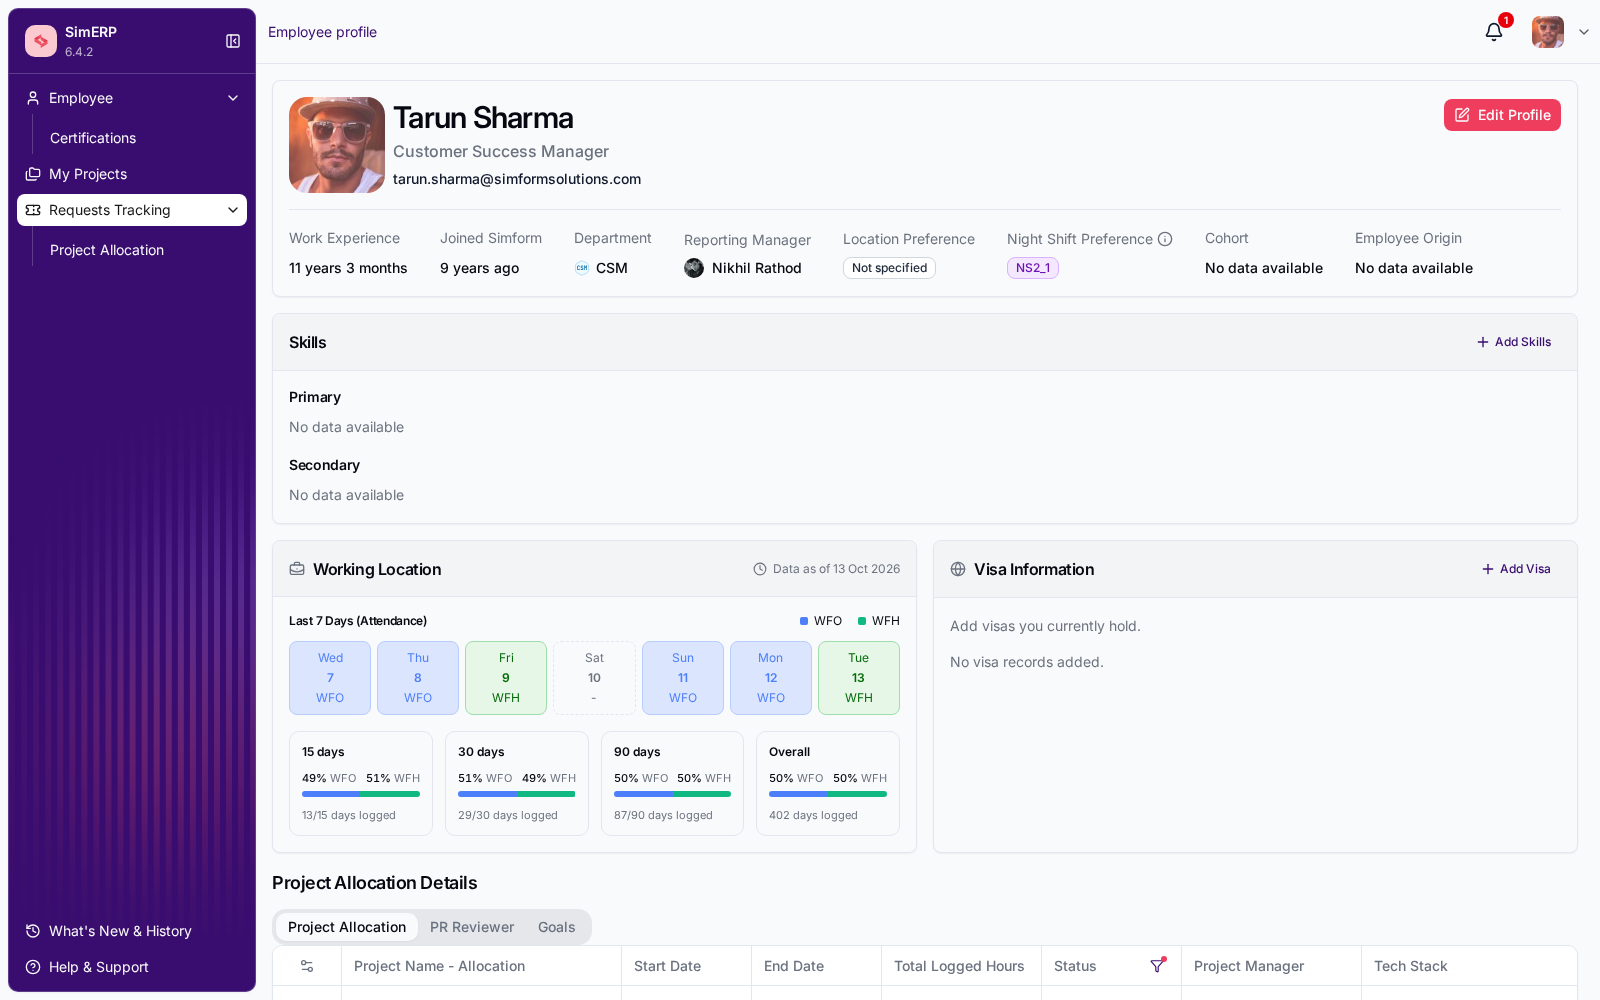 SimERP
6.4.2
Employee
Certifications
My Projects
Requests Tracking
Project Allocation
What's New & History
Help & Support
Employee profile
1
Tarun Sharma
Customer Success Manager
tarun.sharma@simformsolutions.com
Edit Profile
Work Experience
11 years 3 months
Joined Simform
9 years ago
Department
CSM CSM
Reporting Manager
Nikhil Rathod
Location Preference
Not specified
Night Shift Preference
NS2_1
Cohort
No data available
Employee Origin
No data available
Skills
Add Skills
Primary
No data available
Secondary
No data available
Working Location
Data as of 13 Oct 2026
Last 7 Days (Attendance)
WFO WFH
Wed
7
WFO
Thu
8
WFO
Fri
9
WFH
Sat
10
-
Sun
11
WFO
Mon
12
WFO
Tue
13
WFH
15 days
49% WFO 51% WFH
13/15 days logged
30 days
51% WFO 49% WFH
29/30 days logged
90 days
50% WFO 50% WFH
87/90 days logged
Overall
50% WFO 50% WFH
402 days logged
Visa Information
Add Visa
Add visas you currently hold.
No visa records added.
Project Allocation Details
Project Allocation PR Reviewer Goals
Project Name - Allocation Start Date End Date Total Logged Hours Status Project Manager Tech Stack